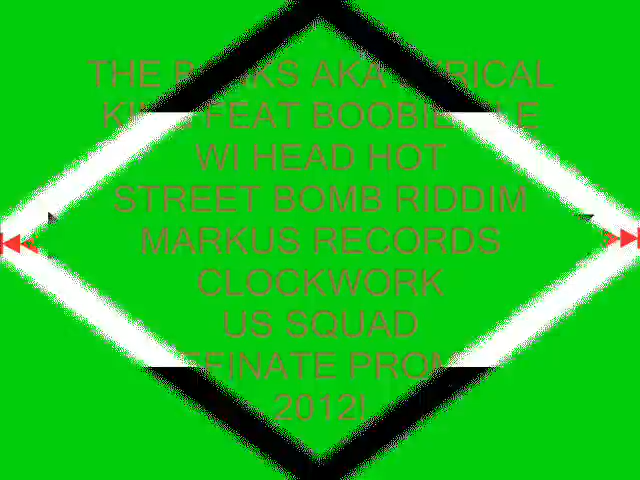 THE AKA
FEAT
WI HEAD HOT
STREET BOMB RIDDIM
MARKUS RECORDS
CLOCKWORK
US SQUAD
2012!